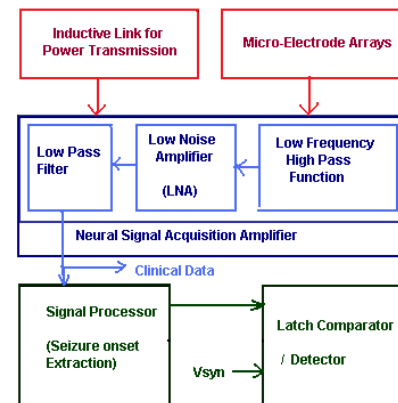 Inductive Link for
Power Transmission
Micro-Electrode Arrays
Low Pass
Filter
Low Noise
Amplifier
(LNA)
Low Frequency
High Pass
Function
Neural Signal Acquisition Amplifier
Clinical Data
Signal Processor
(Seizure onset
Extraction)
Vsyn
Latch Comparator
/ Detector